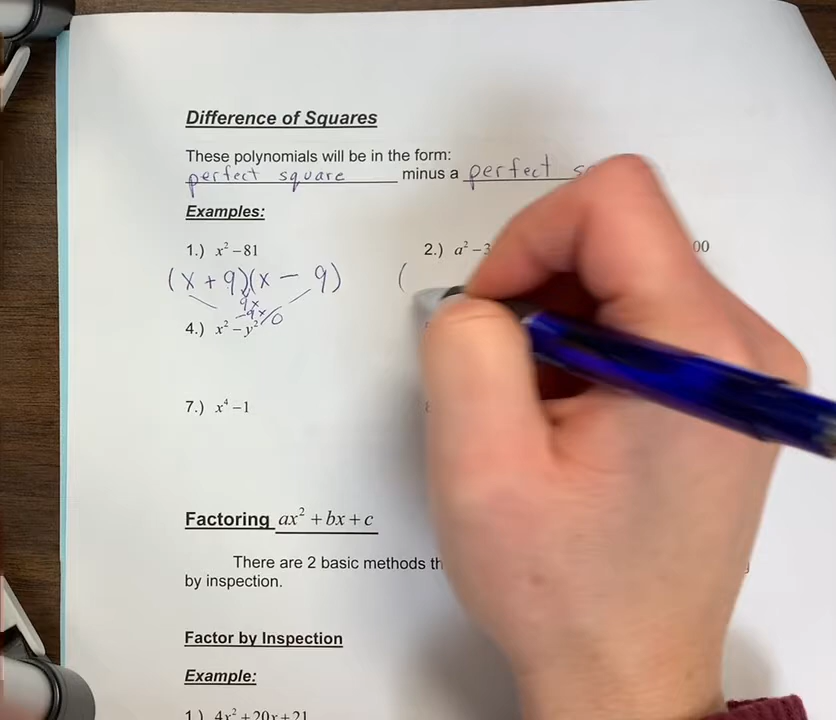 Difference of Squares
These polynomials will be in the form:
perfect square minus a perfect
Examples:
1.) x² – 81 2.) a² – 3 00
(x + 9)(x – 9) (
9x
-9x / 0
4.) x² – y²
7.) x⁴ – 1
Factoring ax² + bx + c
There are 2 basic methods th
by inspection.
Factor by Inspection
Example:
1.) 4x² + 20x + 21